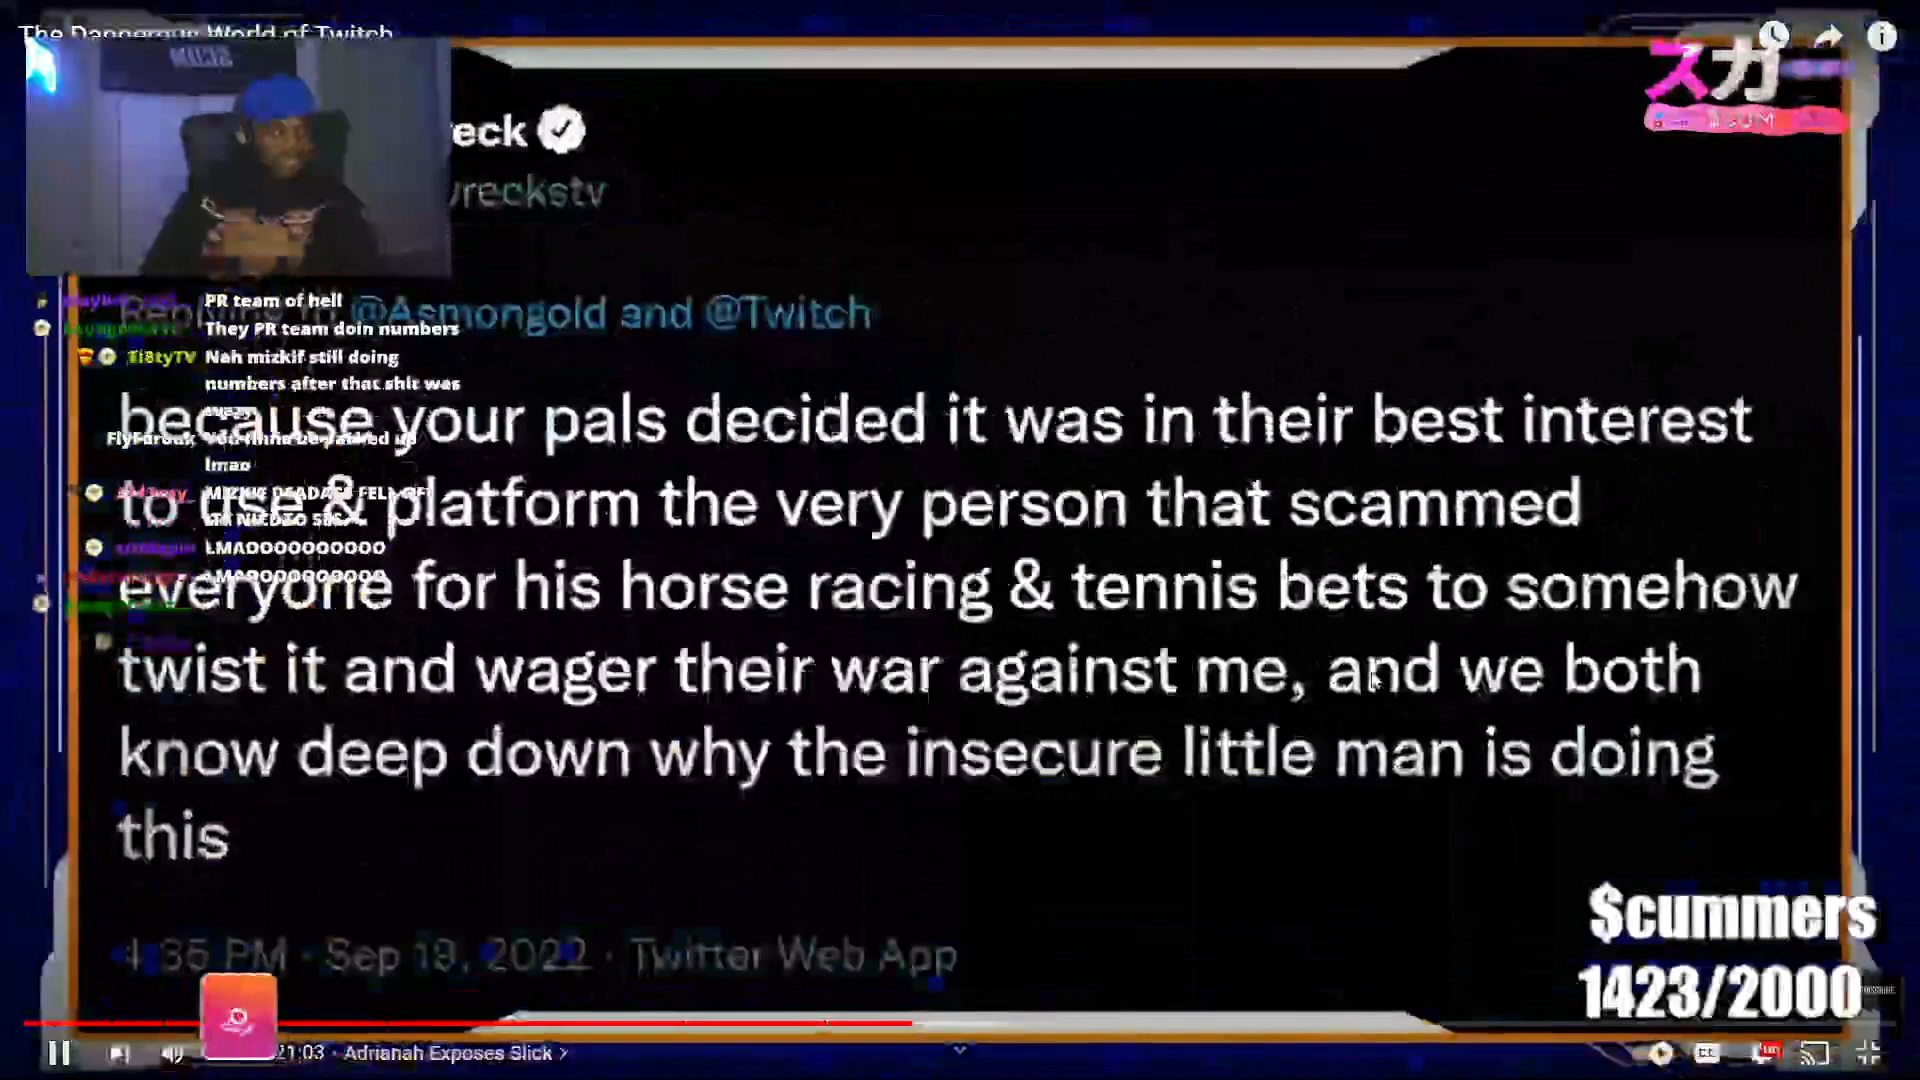 The Dangerous World of Twitch
スガ
reck
vreckstv
@Asmongold and @Twitch
PR team of hell
They PR team doin numbers
Ti8tyTV Nah mizkif still doing
numbers after that shit was
because your pals decided it was in their best interest
lmao
to use & platform the very person that scammed
LMAOOOOOOOOOO
everyone for his horse racing & tennis bets to somehow
twist it and wager their war against me, and we both
know deep down why the insecure little man is doing
this
4:35 PM · Sep 19, 2022 · Twitter Web App
$cummers
1423/2000
21:03 · Adrianah Exposes Slick >